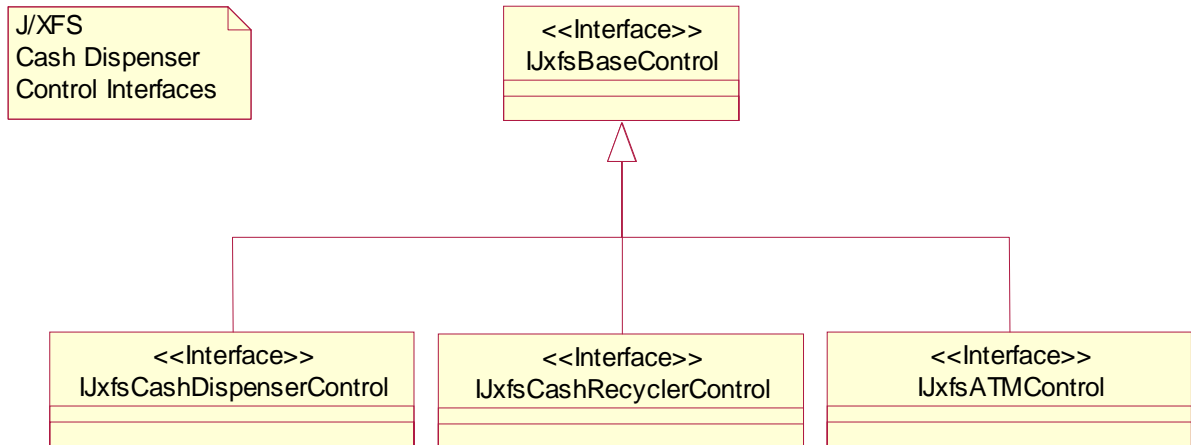 J/XFS
Cash Dispenser
Control Interfaces
<<Interface>>
IJxfsBaseControl
<<Interface>>
IJxfsCashDispenserControl
<<Interface>>
IJxfsCashRecyclerControl
<<Interface>>
IJxfsATMControl